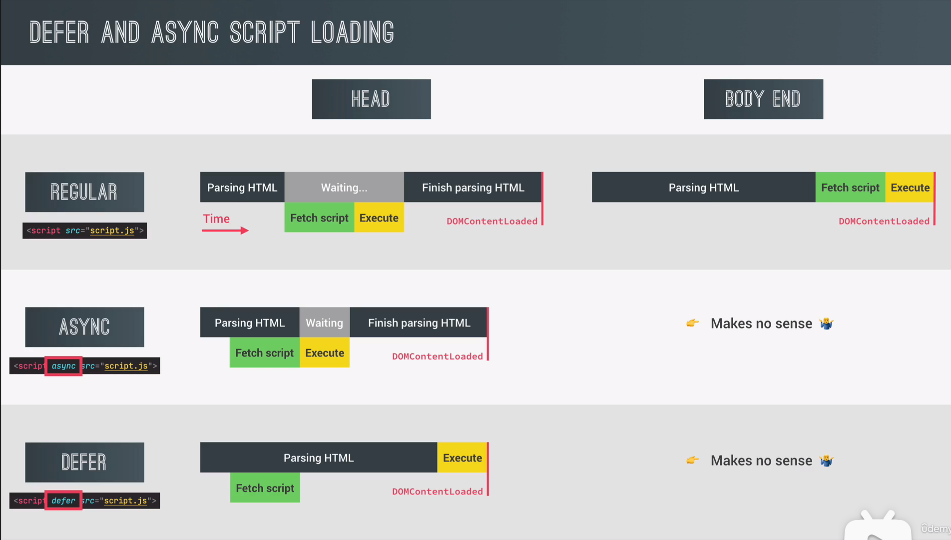 DEFER AND ASYNC SCRIPT LOADING
HEAD
BODY END
REGULAR
<script src="script.js">
Parsing HTML
Waiting...
Finish parsing HTML
Time
Fetch script
Execute
DOMContentLoaded
Parsing HTML
Fetch script
Execute
DOMContentLoaded
ASYNC
<script async src="script.js">
Parsing HTML
Waiting
Finish parsing HTML
Fetch script
Execute
DOMContentLoaded
👉 Makes no sense 🤷‍♂️
DEFER
<script defer src="script.js">
Parsing HTML
Execute
Fetch script
DOMContentLoaded
👉 Makes no sense 🤷‍♂️
Udemy